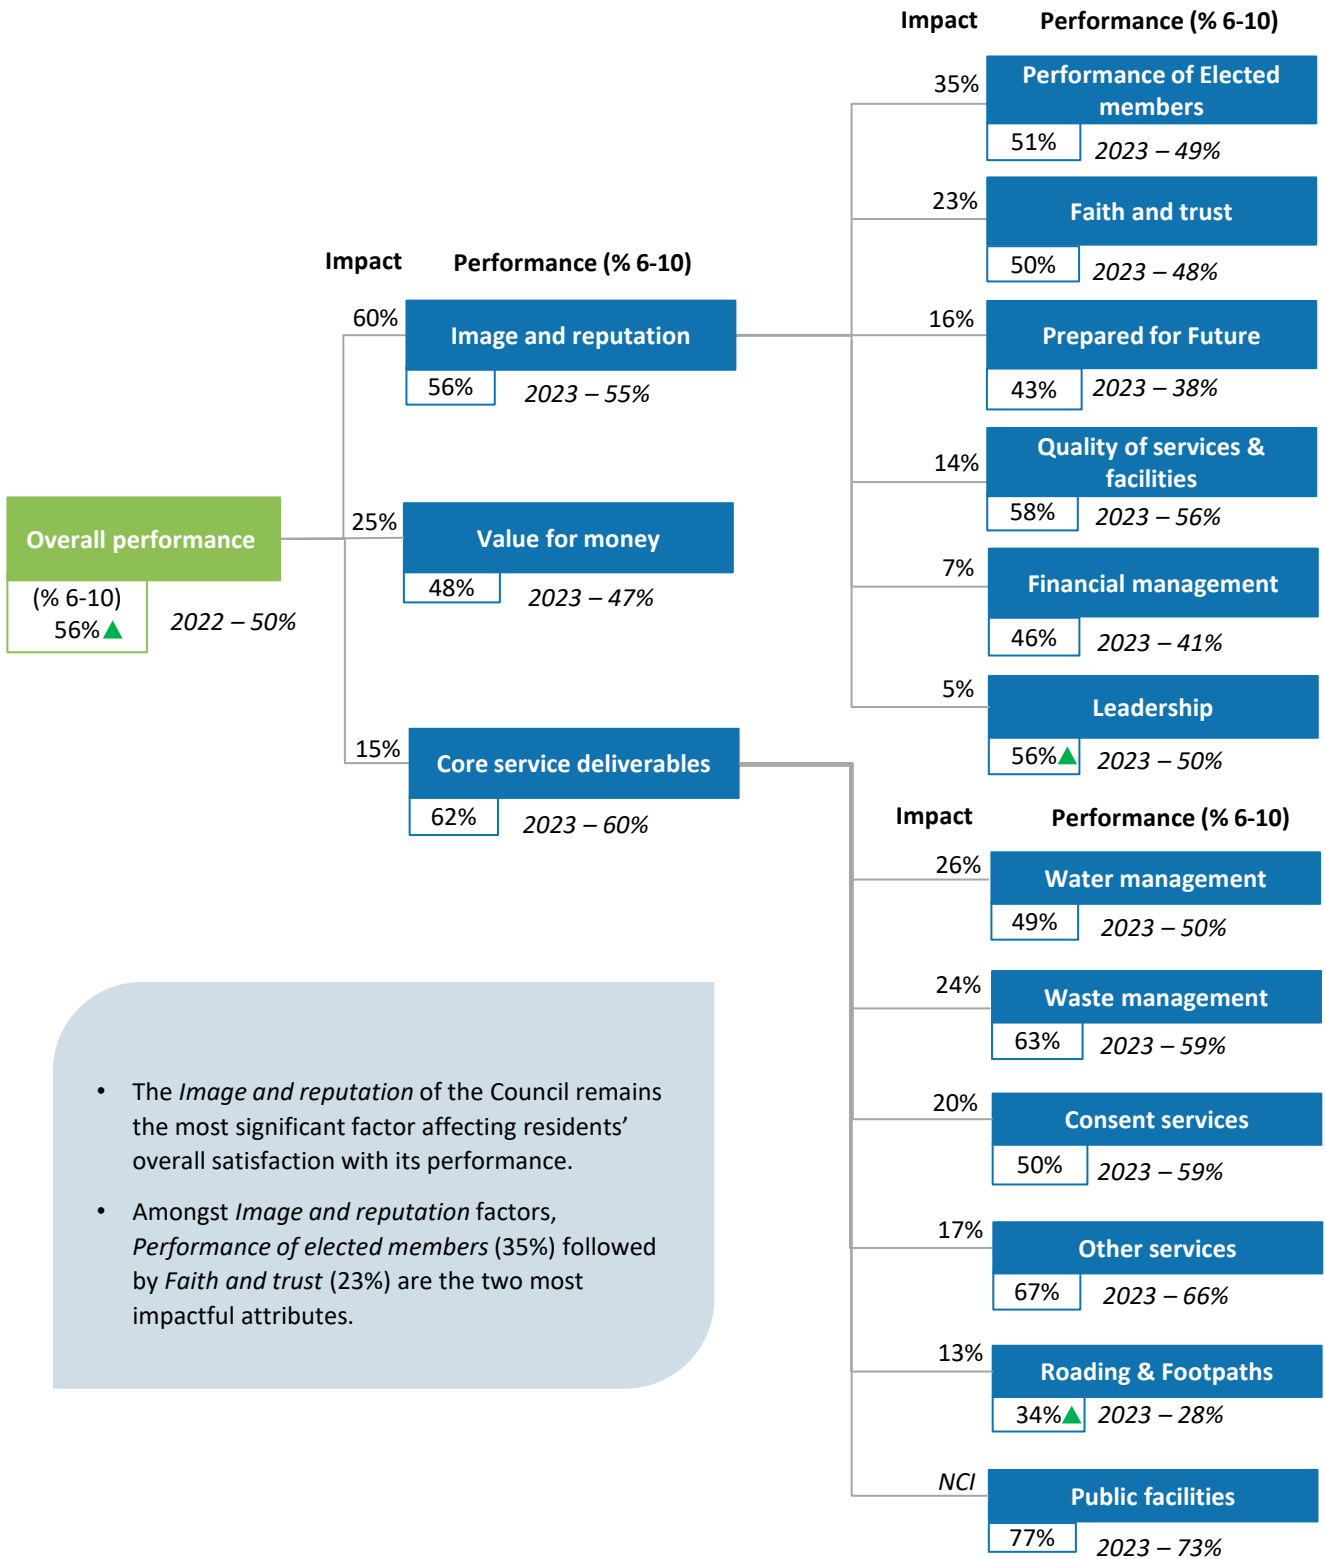 Impact Performance (% 6-10)
35%
Performance of Elected
members
51% 2023 – 49%
23%
Faith and trust
50% 2023 – 48%
Impact Performance (% 6-10)
60%
Image and reputation
56% 2023 – 55%
16%
Prepared for Future
43% 2023 – 38%
14%
Quality of services &
facilities
58% 2023 – 56%
25%
Value for money
48% 2023 – 47%
Overall performance
(% 6-10)
56% 2022 – 50%
7%
Financial management
46% 2023 – 41%
5%
Leadership
56% 2023 – 50%
15%
Core service deliverables
62% 2023 – 60%
Impact Performance (% 6-10)
26%
Water management
49% 2023 – 50%
24%
Waste management
63% 2023 – 59%
20%
Consent services
50% 2023 – 59%
17%
Other services
67% 2023 – 66%
13%
Roading & Footpaths
34% 2023 – 28%
NCI
Public facilities
77% 2023 – 73%
• The Image and reputation of the Council remains
the most significant factor affecting residents’
overall satisfaction with its performance.
• Amongst Image and reputation factors,
Performance of elected members (35%) followed
by Faith and trust (23%) are the two most
impactful attributes.